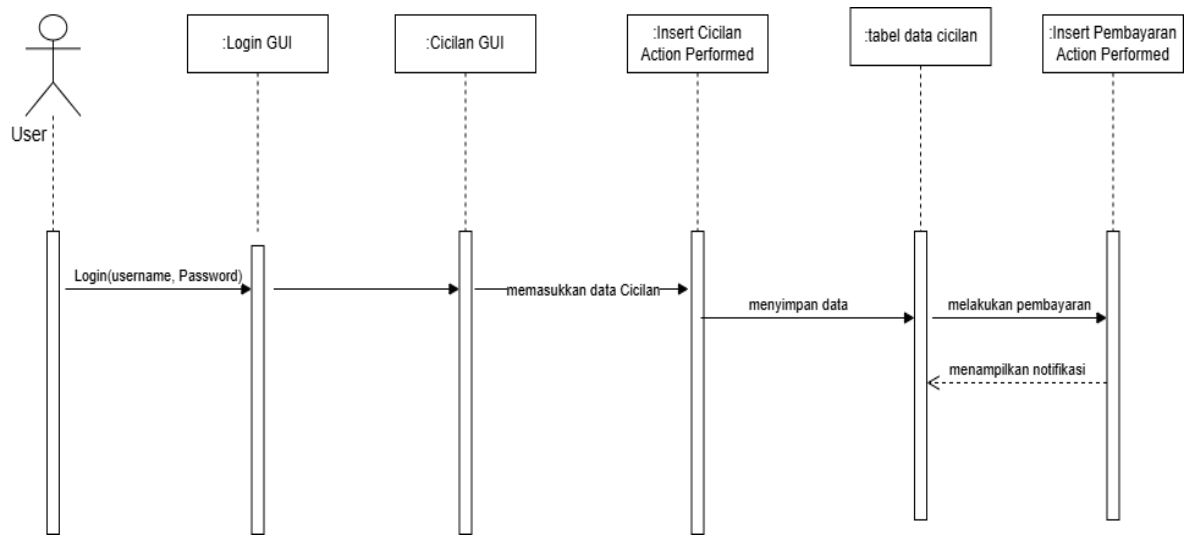 :Login GUI
:Cicilan GUI
:Insert Cicilan
Action Performed
:tabel data cicilan
:Insert Pembayaran
Action Performed
User
Login(username, Password)
memasukkan data Cicilan
menyimpan data
melakukan pembayaran
menampilkan notifikasi